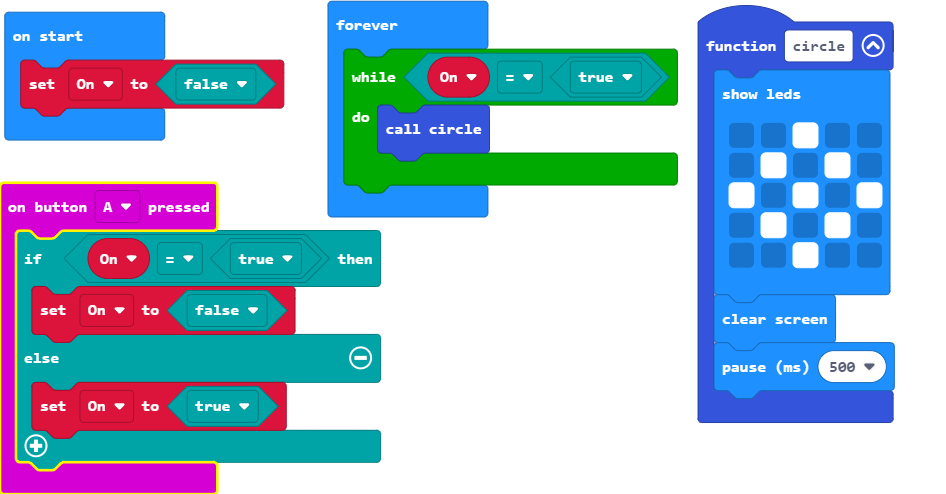 on start
set On to false
forever
while On = true
do
call circle
function circle
show leds
clear screen
pause (ms) 500
on button A pressed
if On = true then
set On to false
else
set On to true